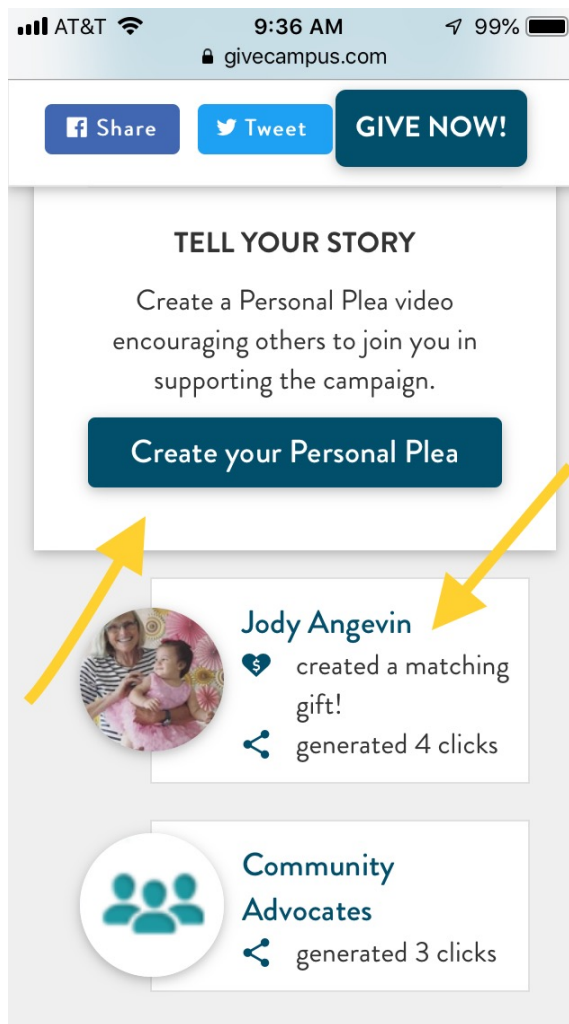 AT&T 9:36 AM 99%
givecampus.com
Share Tweet GIVE NOW!
TELL YOUR STORY
Create a Personal Plea video
encouraging others to join you in
supporting the campaign.
Create your Personal Plea
Jody Angevin
created a matching
gift!
generated 4 clicks
Community
Advocates
generated 3 clicks